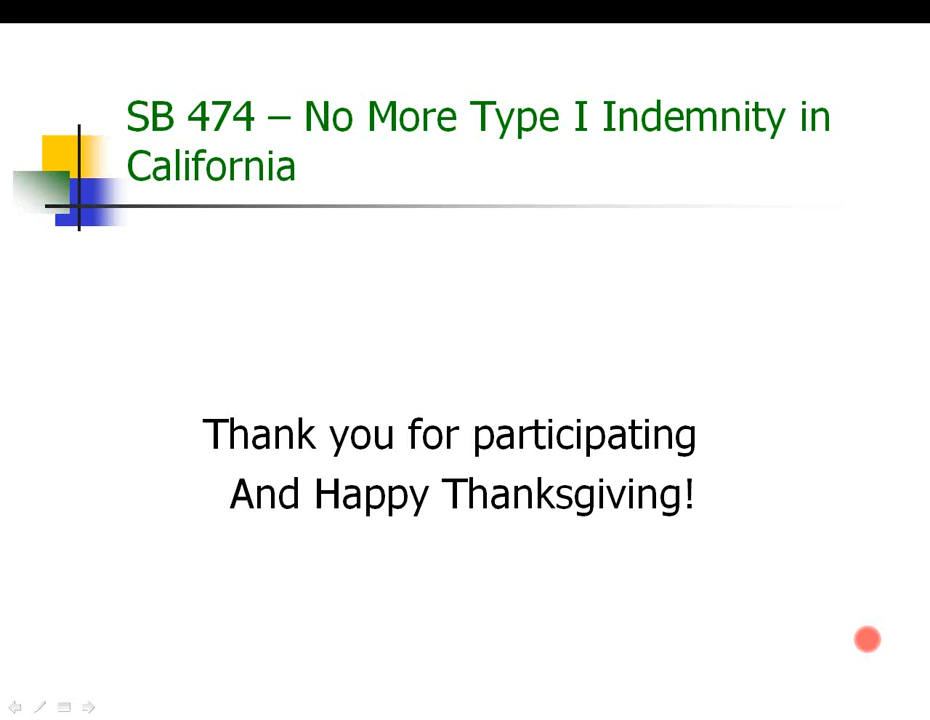 SB 474 – No More Type I Indemnity in
California
Thank you for participating
And Happy Thanksgiving!